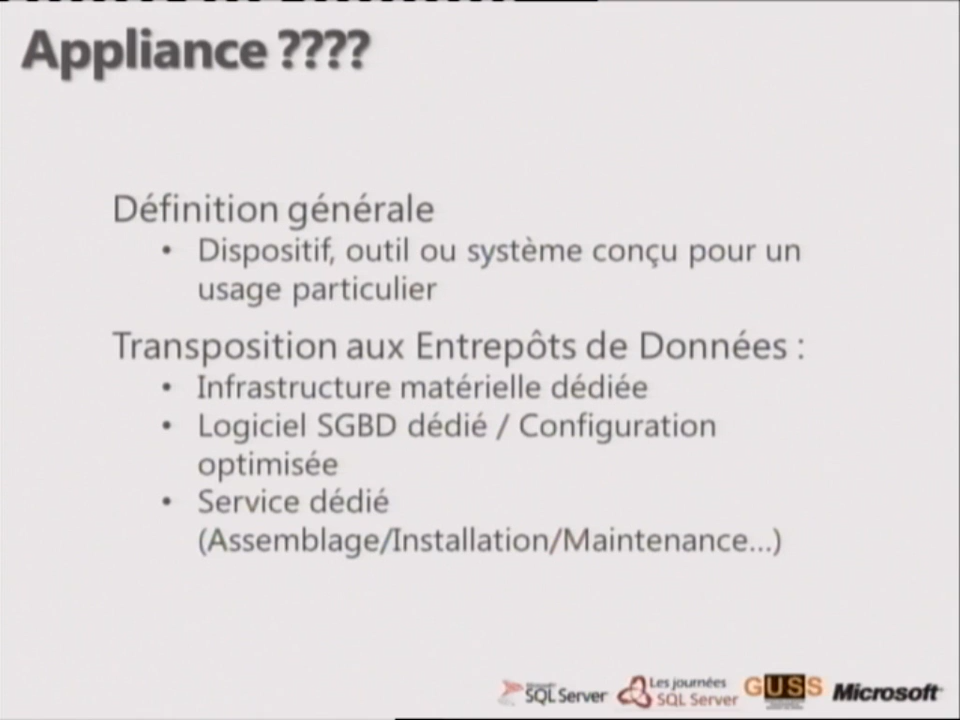 Appliance ????
Définition générale
• Dispositif, outil ou système conçu pour un
usage particulier
Transposition aux Entrepôts de Données :
• Infrastructure matérielle dédiée
• Logiciel SGBD dédié / Configuration
optimisée
• Service dédié
(Assemblage/Installation/Maintenance...)
SQL Server
Les journées
SQL Server
GUSS
Microsoft